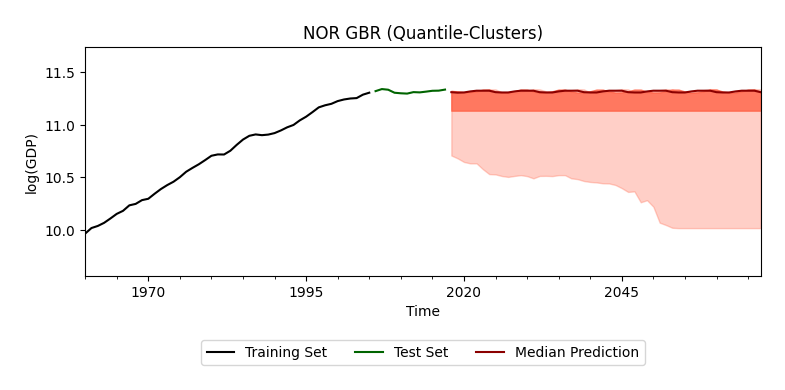 NOR GBR (Quantile-Clusters)
11.5
11.0
10.5
10.0
log(GDP)
1970 1995 2020 2045
Time
Training Set Test Set Median Prediction